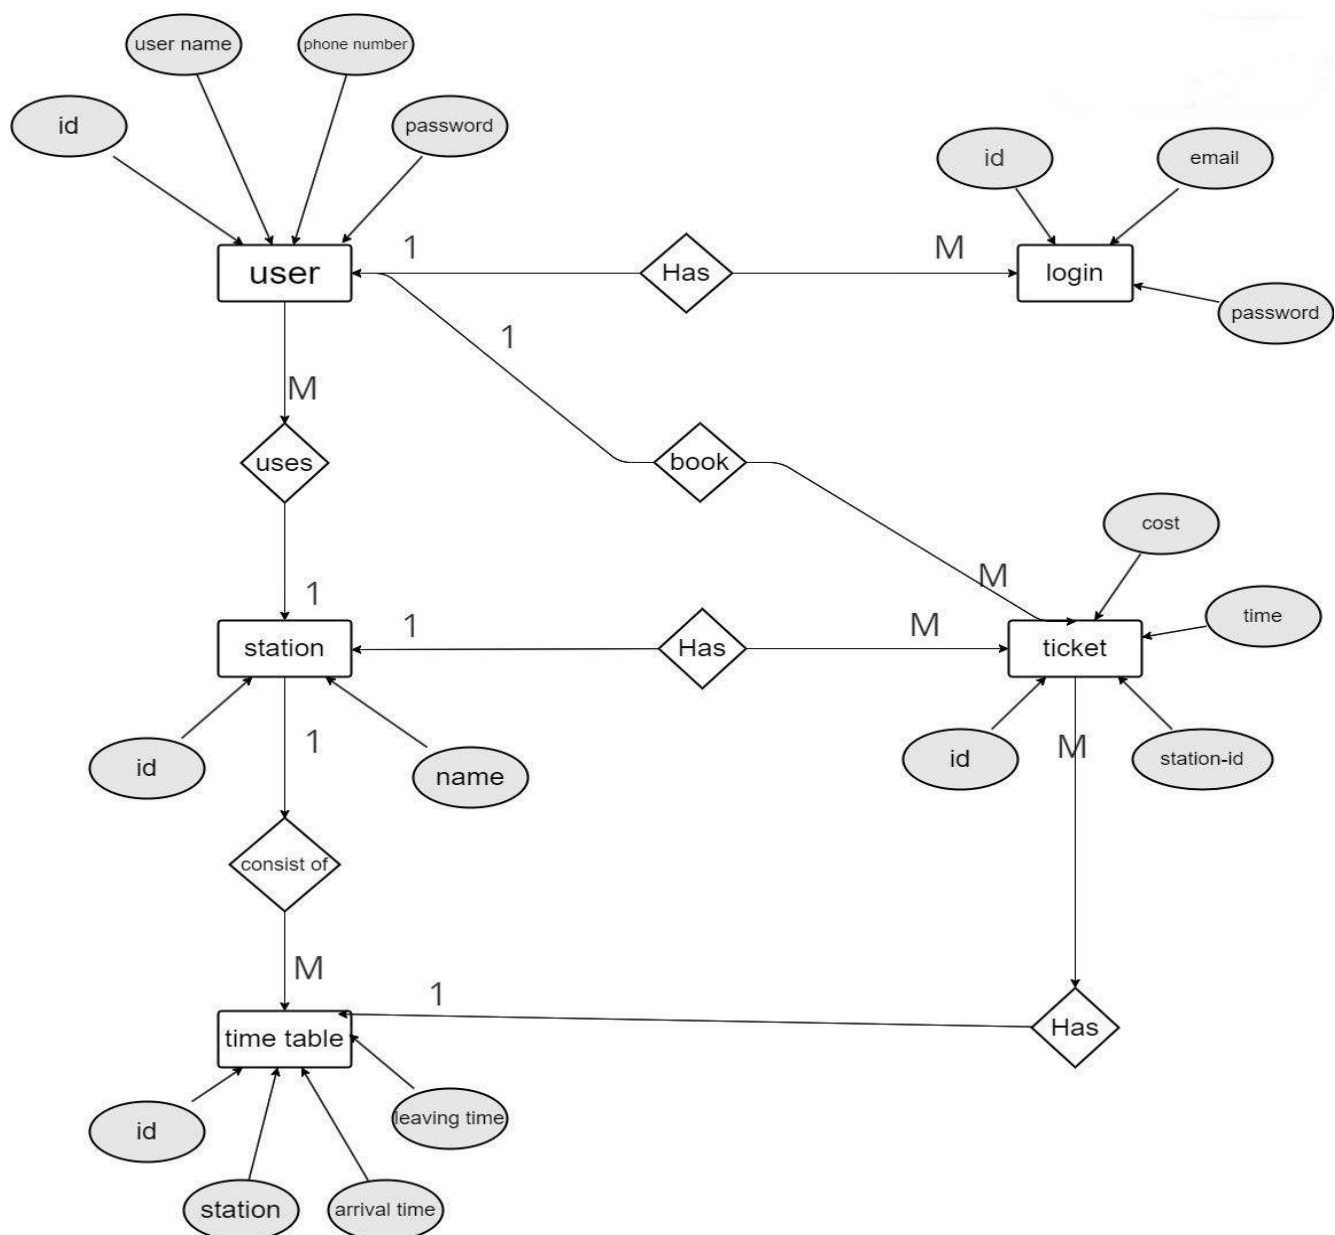 user name
phone number
id
password
id
email
user
1
Has
M
login
password
1
M
uses
book
cost
M
time
1
station
1
Has
M
ticket
id
name
1
id
M
station-id
consist of
M
1
time table
Has
id
leaving time
station
arrival time